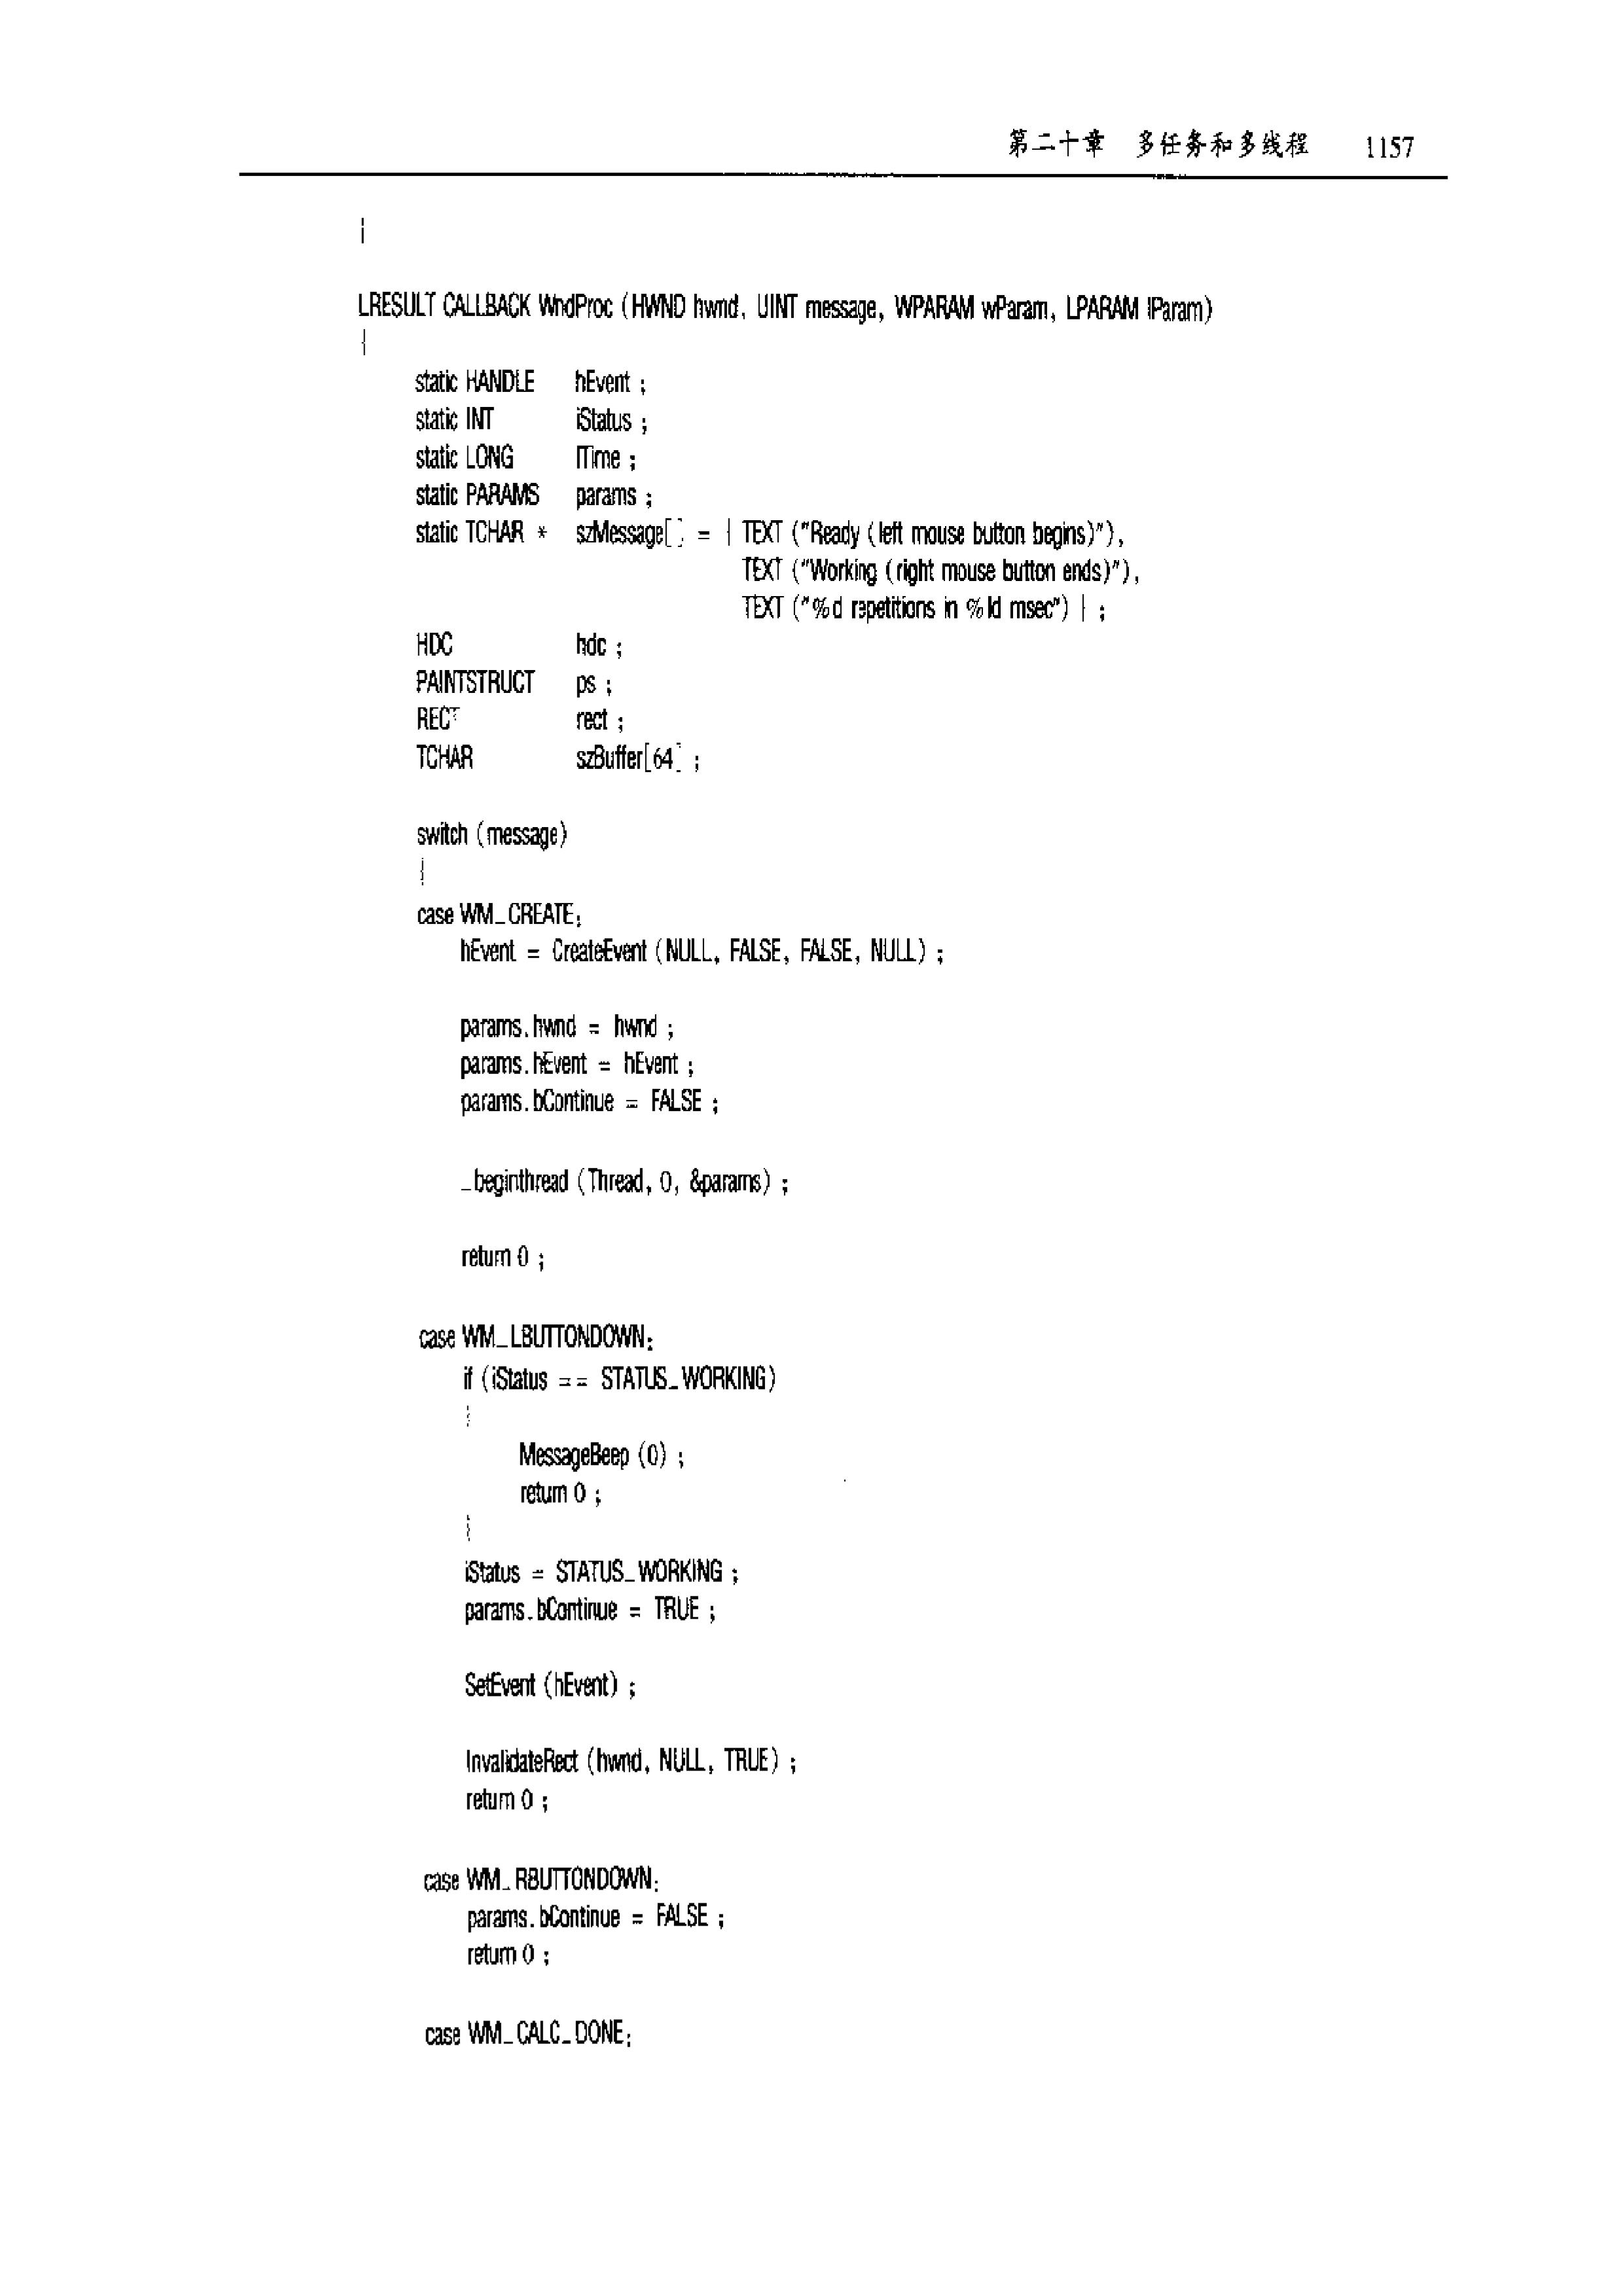 第二十章 多任务和多线程 1157
}
LRESULT CALLBACK WndProc (HWND hwnd, UINT message, WPARAM wParam, LPARAM lParam)
{
static HANDLE hEvent ;
static INT iStatus ;
static LONG lTime ;
static PARAMS params ;
static TCHAR * szMessage[] = { TEXT ("Ready (left mouse button begins)"),
TEXT ("Working (right mouse button ends)"),
TEXT ("%d repetitions in %ld msec") } ;
HDC hdc ;
PAINTSTRUCT ps ;
RECT rect ;
TCHAR szBuffer[64] ;
switch (message)
{
case WM_CREATE:
hEvent = CreateEvent (NULL, FALSE, FALSE, NULL) ;
params.hwnd = hwnd ;
params.hEvent = hEvent ;
params.bContinue = FALSE ;
_beginthread (Thread, 0, &params) ;
return 0 ;
case WM_LBUTTONDOWN:
if (iStatus == STATUS_WORKING)
{
MessageBeep (0) ;
return 0 ;
}
iStatus = STATUS_WORKING ;
params.bContinue = TRUE ;
SetEvent (hEvent) ;
InvalidateRect (hwnd, NULL, TRUE) ;
return 0 ;
case WM_RBUTTONDOWN:
params.bContinue = FALSE ;
return 0 ;
case WM_CALC_DONE: